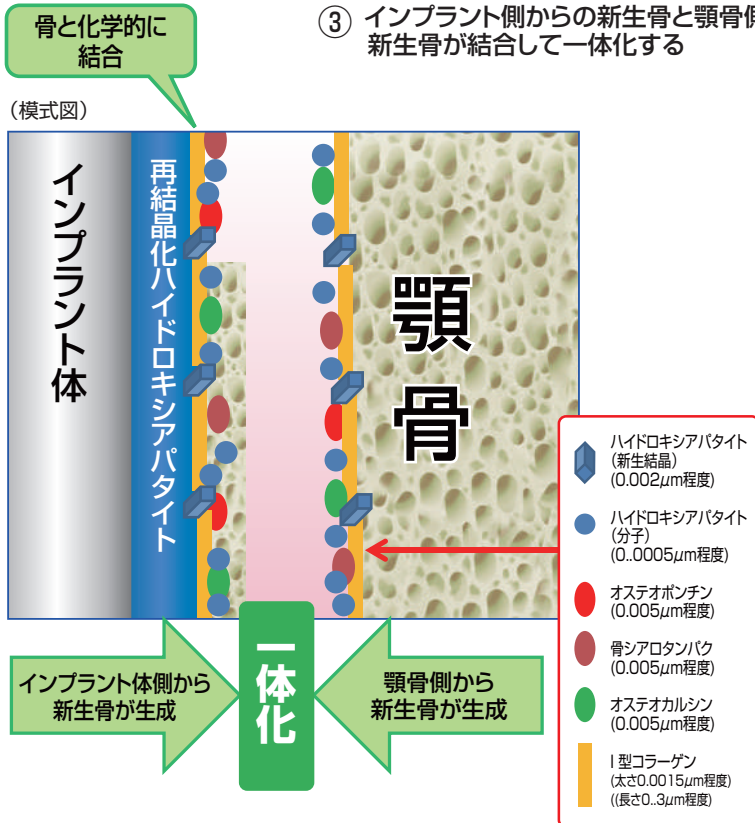 骨と化学的に
結合
③ インプラント側からの新生骨と顎骨側
新生骨が結合して一体化する
(模式図)
インプラント体
再結晶化ハイドロキシアパタイト
顎骨
ハイドロキシアパタイト
(新生結晶)
(0.002μm程度)
ハイドロキシアパタイト
(分子)
(0..0005μm程度)
オステオポンチン
(0.005μm程度)
骨シアロタンパク
(0.005μm程度)
オステオカルシン
(0.005μm程度)
I型コラーゲン
(太さ0.0015μm程度)
((長さ0..3μm程度)
インプラント体側から
新生骨が生成
一体化
顎骨側から
新生骨が生成